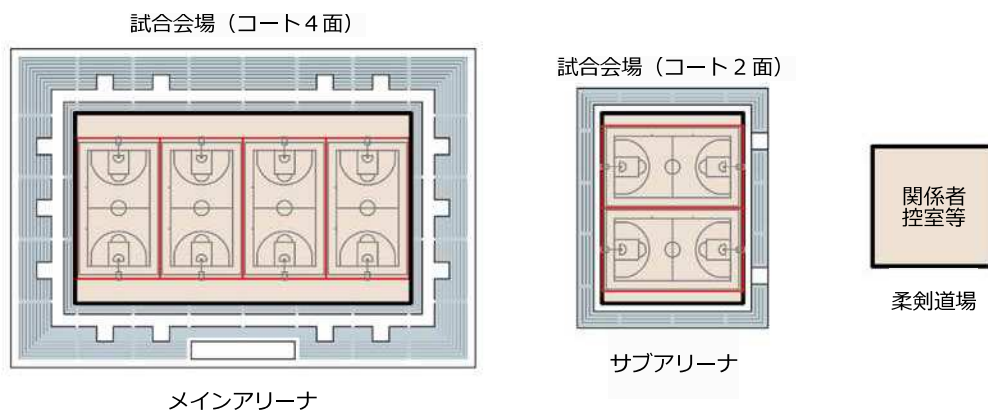 試合会場（コート４面）
試合会場（コート２面）
関係者
控室等
柔剣道場
サブアリーナ
メインアリーナ